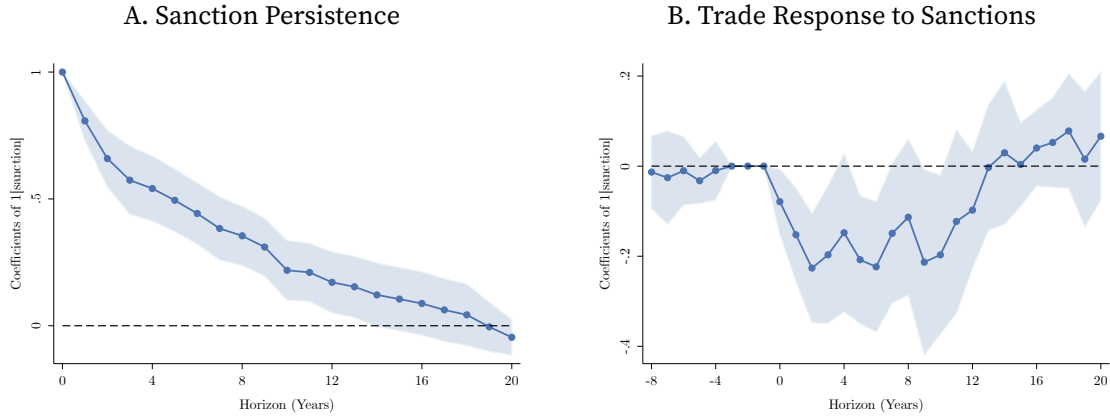 A. Sanction Persistence
1
.5
0
Coefficients of 1[sanction]
0 4 8 12 16 20
Horizon (Years)
B. Trade Response to Sanctions
.2
0
-.2
-.4
Coefficients of 1[sanction]
-8 -4 0 4 8 12 16 20
Horizon (Years)